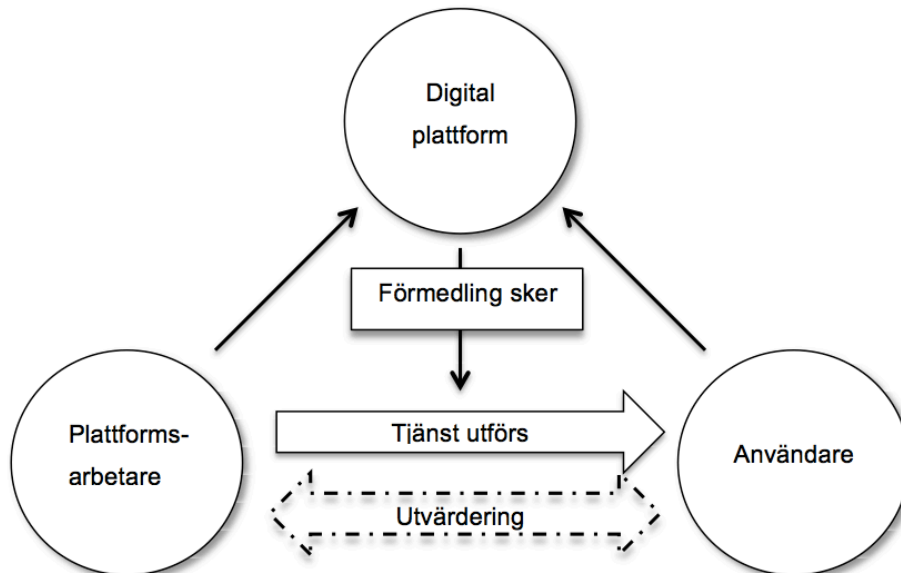 Digital
plattform
Förmedling sker
Plattforms-
arbetare
Tjänst utförs
Användare
Utvärdering